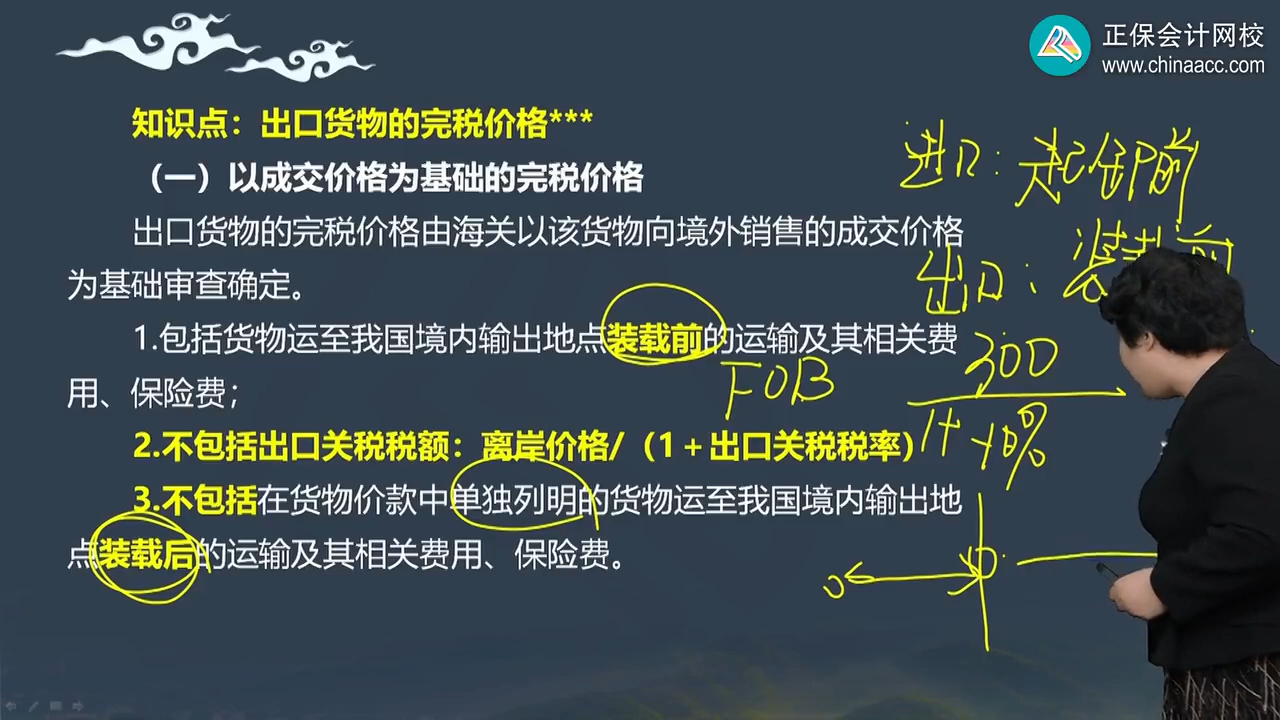 正保会计网校
www.chinaacc.com
知识点：出口货物的完税价格***
（一）以成交价格为基础的完税价格
出口货物的完税价格由海关以该货物向境外销售的成交价格
为基础审查确定。
1.包括货物运至我国境内输出地点装载前的运输及其相关费
用、保险费；
2.不包括出口关税税额：离岸价格/（1＋出口关税税率）
3.不包括在货物价款中单独列明的货物运至我国境内输出地
点装载后的运输及其相关费用、保险费。
进口：起卸前
出口：装载前
FOB
300
1+10%